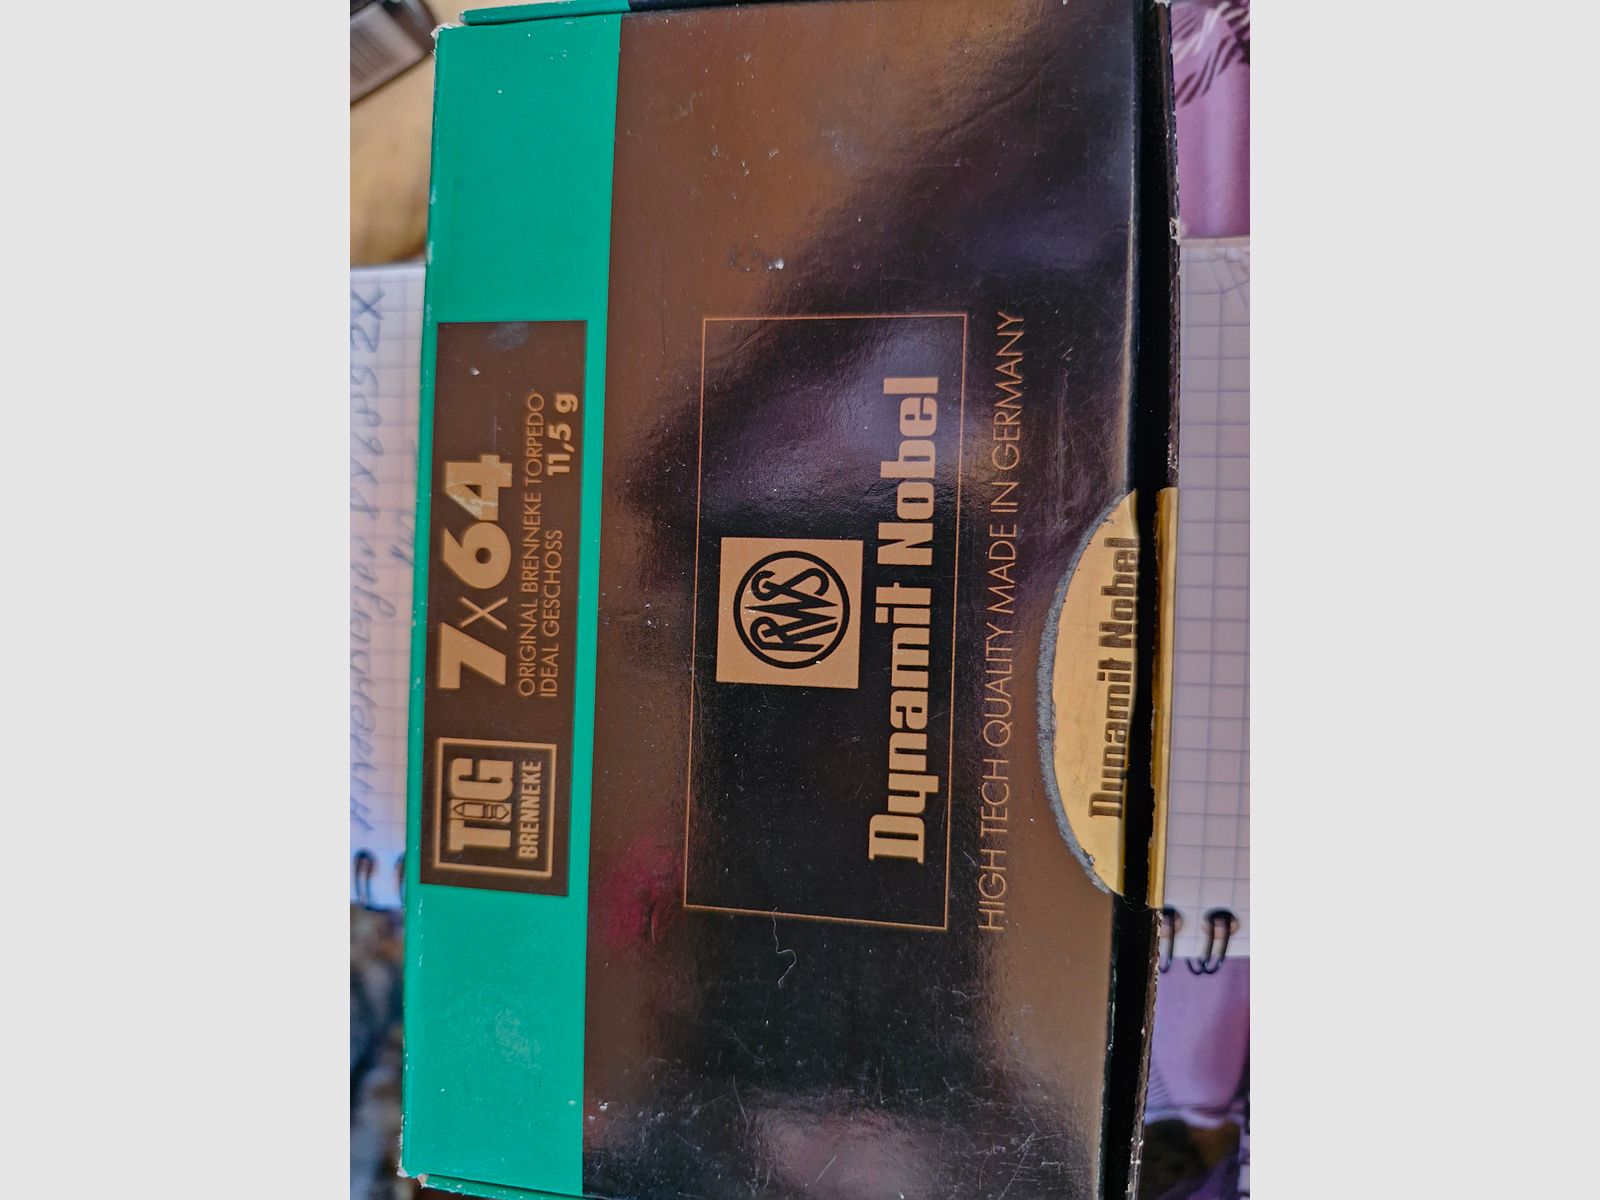 TIG
BRENNEKE
7x64
ORIGINAL BRENNEKE TORPEDO
IDEAL GESCHOSS 11,5 g
RWS
Dynamit Nobel
HIGH TECH QUALITY MADE IN GERMANY
Dynamit Nobel